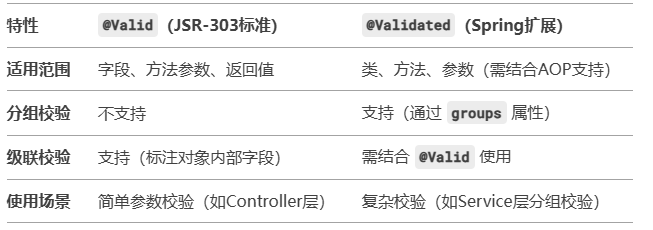 特性 @Valid（JSR-303标准） @Validated（Spring扩展）
适用范围 字段、方法参数、返回值 类、方法、参数（需结合AOP支持）
分组校验 不支持 支持（通过 groups 属性）
级联校验 支持（标注对象内部字段） 需结合 @Valid 使用
使用场景 简单参数校验（如Controller层） 复杂校验（如Service层分组校验）